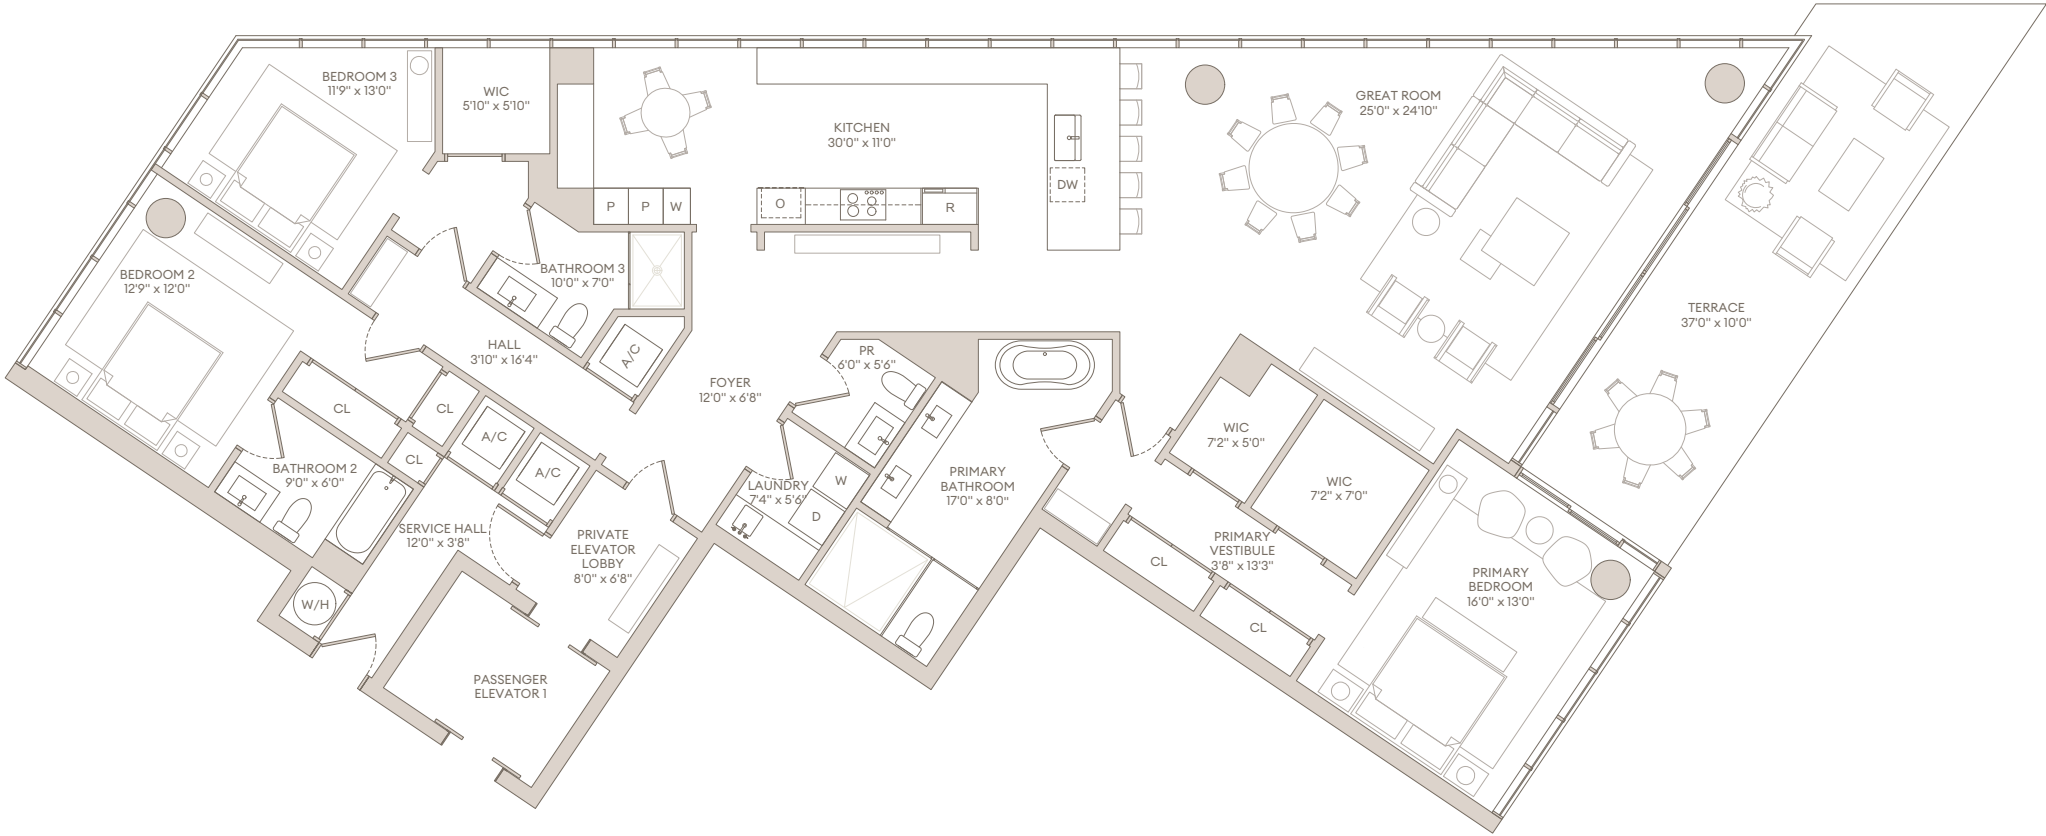 BEDROOM 3
11'9" x 13'0"
WIC
5'10" x 5'10"
KITCHEN
30'0" x 11'0"
GREAT ROOM
25'0" x 24'10"
DW
P
P
W
O
R
BEDROOM 2
12'9" x 12'0"
BATHROOM 3
10'0" x 7'0"
TERRACE
37'0" x 10'0"
HALL
3'10" x 16'4"
A/C
PR
6'0" x 5'6"
FOYER
12'0" x 6'8"
CL
CL
A/C
WIC
7'2" x 5'0"
CL
A/C
BATHROOM 2
9'0" x 6'0"
PRIMARY
BATHROOM
17'0" x 8'0"
WIC
7'2" x 7'0"
LAUNDRY
7'4" x 5'6"
W
D
SERVICE HALL
12'0" x 3'8"
PRIVATE
ELEVATOR
LOBBY
8'0" x 6'8"
PRIMARY
VESTIBULE
3'8" x 13'3"
CL
PRIMARY
BEDROOM
16'0" x 13'0"
W/H
CL
PASSENGER
ELEVATOR 1